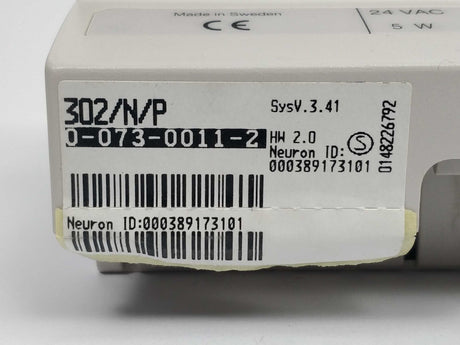 Made in Sweden
CE
24 VAC
5 W
302/N/P
0-073-0011-2
SysV.3.41
HW 2.0
Neuron ID:
000389173101
S
0148226792
Neuron ID:000389173101